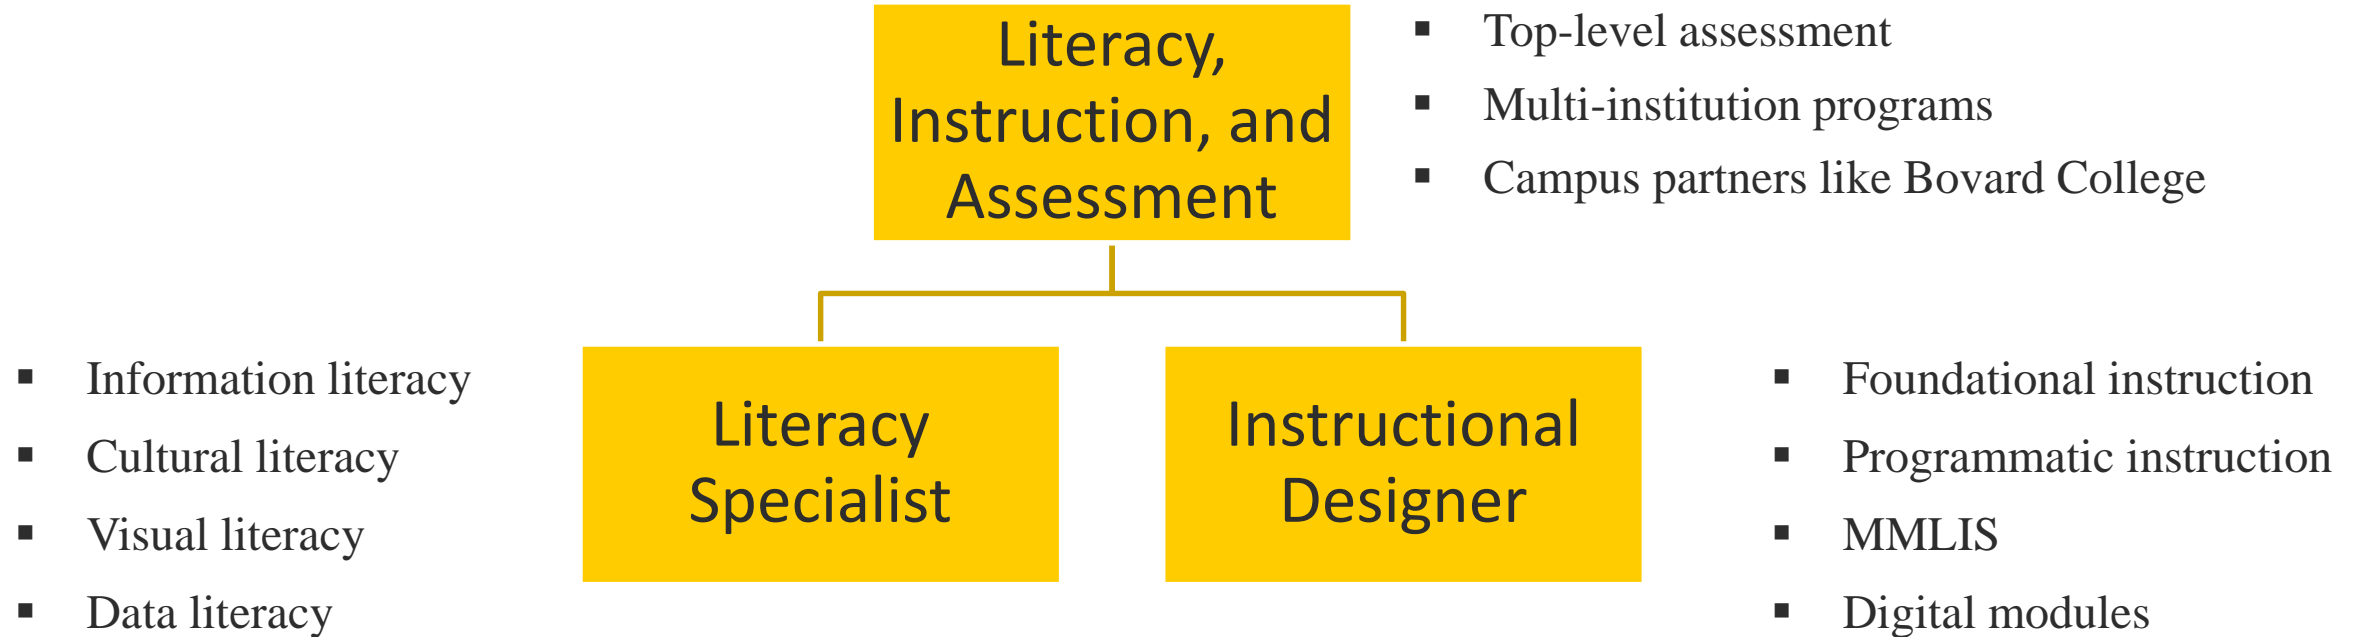 Literacy,
Instruction, and
Assessment
▪ Top-level assessment
▪ Multi-institution programs
▪ Campus partners like Bovard College
▪ Information literacy
▪ Cultural literacy
▪ Visual literacy
▪ Data literacy
Literacy
Specialist
Instructional
Designer
▪ Foundational instruction
▪ Programmatic instruction
▪ MMLIS
▪ Digital modules